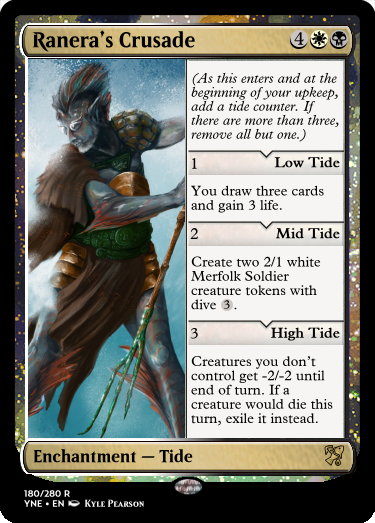 Ranera's Crusade 4
(As this enters and at the
beginning of your upkeep,
add a tide counter. If
there are more than three,
remove all but one.)
1 Low Tide
You draw three cards
and gain 3 life.
2 Mid Tide
Create two 2/1 white
Merfolk Soldier
creature tokens with
dive 3.
3 High Tide
Creatures you don't
control get -2/-2 until
end of turn. If a
creature would die this
turn, exile it instead.
Enchantment — Tide
180/280 R
YNE • EN Kyle Pearson